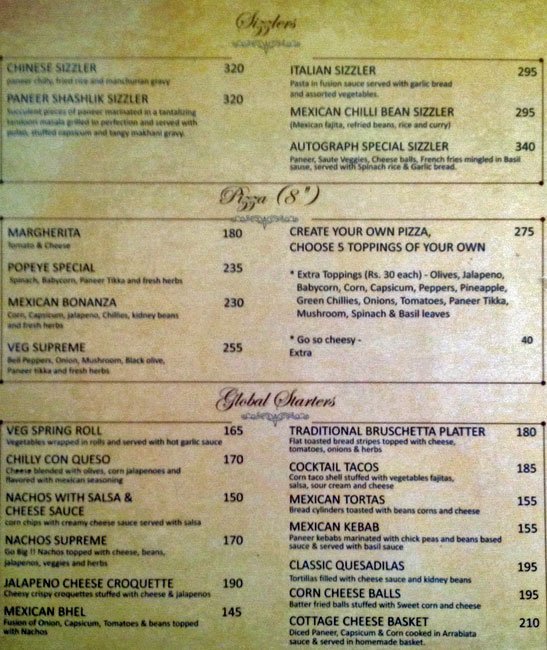 Sizzlers
CHINESE SIZZLER 320
paneer chilly, fried rice and manchurian gravy
PANEER SHASHLIK SIZZLER 320
Succulent pieces of paneer marinated in a tantalizing
tandoori masala grilled to perfection and served with
pulao, stuffed capsicum and tangy makhani gravy.
ITALIAN SIZZLER 295
Pasta in fusion sauce served with garlic bread
and assorted vegetables.
MEXICAN CHILLI BEAN SIZZLER 295
(Mexican fajita, refried beans, rice and curry)
AUTOGRAPH SPECIAL SIZZLER 340
Paneer, Saute Veggies, Cheese balls, French fries mingled in Basil
sause, served with Spinach rice & Garlic bread.
Pizza (8")
MARGHERITA 180
Tomato & Cheese
POPEYE SPECIAL 235
Spinach, Babycorn, Paneer Tikka and fresh herbs
MEXICAN BONANZA 230
Corn, Capsicum, jalapeno, Chillies, kidney beans
and fresh herbs
VEG SUPREME 255
Bell Peppers, Onion, Mushroom, Black olive,
Paneer tikka and fresh herbs
CREATE YOUR OWN PIZZA, 275
CHOOSE 5 TOPPINGS OF YOUR OWN
* Extra Toppings (Rs. 30 each) - Olives, Jalapeno,
Babycorn, Corn, Capsicum, Peppers, Pineapple,
Green Chillies, Onions, Tomatoes, Paneer Tikka,
Mushroom, Spinach & Basil leaves
* Go so cheesy - 40
Extra
Global Starters
VEG SPRING ROLL 165
Vegetables wrapped in rolls and served with hot garlic sauce
CHILLY CON QUESO 170
Cheese blended with olives, corn jalapenoes and
flavored with mexican seasoning
NACHOS WITH SALSA & 150
CHEESE SAUCE
corn chips with creamy cheese sauce served with salsa
NACHOS SUPREME 170
Go Big !! Nachos topped with cheese, beans,
jalapenos, veggies and herbs
JALAPENO CHEESE CROQUETTE 190
Cheesy crispy croquettes stuffed with cheese & jalapenos
MEXICAN BHEL 145
Fusion of Onion, Capsicum, Tomatoes & beans topped
with Nachos
TRADITIONAL BRUSCHETTA PLATTER 180
Flat toasted bread stripes topped with cheese,
tomatoes, onions & herbs
COCKTAIL TACOS 185
Corn taco shell stuffed with vegetables fajitas,
salsa, sour cream and cheese
MEXICAN TORTAS 155
Bread cylinders toasted with beans corns and cheese
MEXICAN KEBAB 155
Paneer kebabs marinated with chick peas and beans based
sauce & served with basil sauce
CLASSIC QUESADILAS 195
Tortillas filled with cheese sauce and kidney beans
CORN CHEESE BALLS 195
Batter fried balls stuffed with Sweet corn and cheese
COTTAGE CHEESE BASKET 210
Diced Paneer, Capsicum & Corn cooked in Arrabiata
sauce & served in homemade basket.